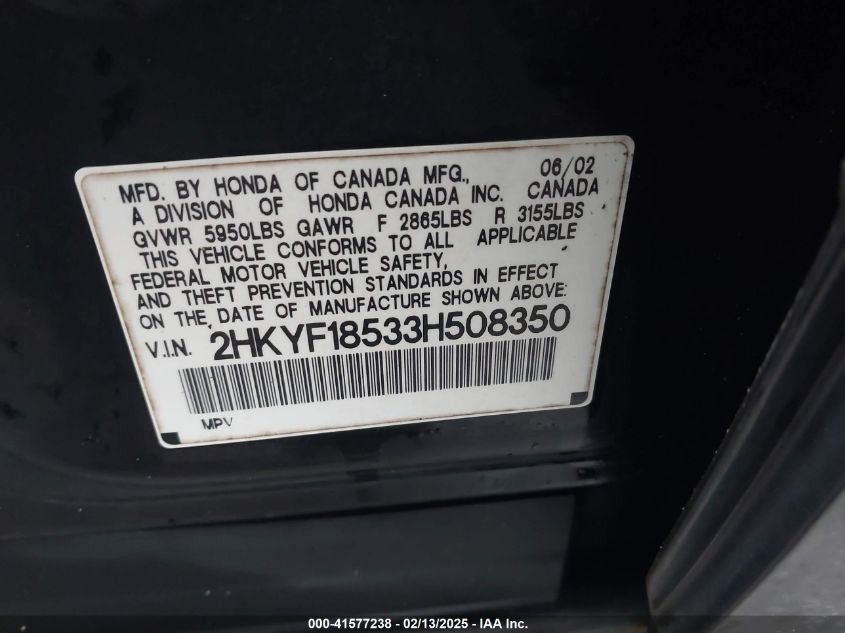 MFD. BY HONDA OF CANADA MFG., 06/02
A DIVISION OF HONDA CANADA INC. CANADA
GVWR 5950LBS GAWR F 2865LBS R 3155LBS
THIS VEHICLE CONFORMS TO ALL APPLICABLE
FEDERAL MOTOR VEHICLE SAFETY,
AND THEFT PREVENTION STANDARDS IN EFFECT
ON THE DATE OF MANUFACTURE SHOWN ABOVE:
V.I.N. 2HKYF18533H508350
MPV
000-41577238 - 02/13/2025 - IAA Inc.